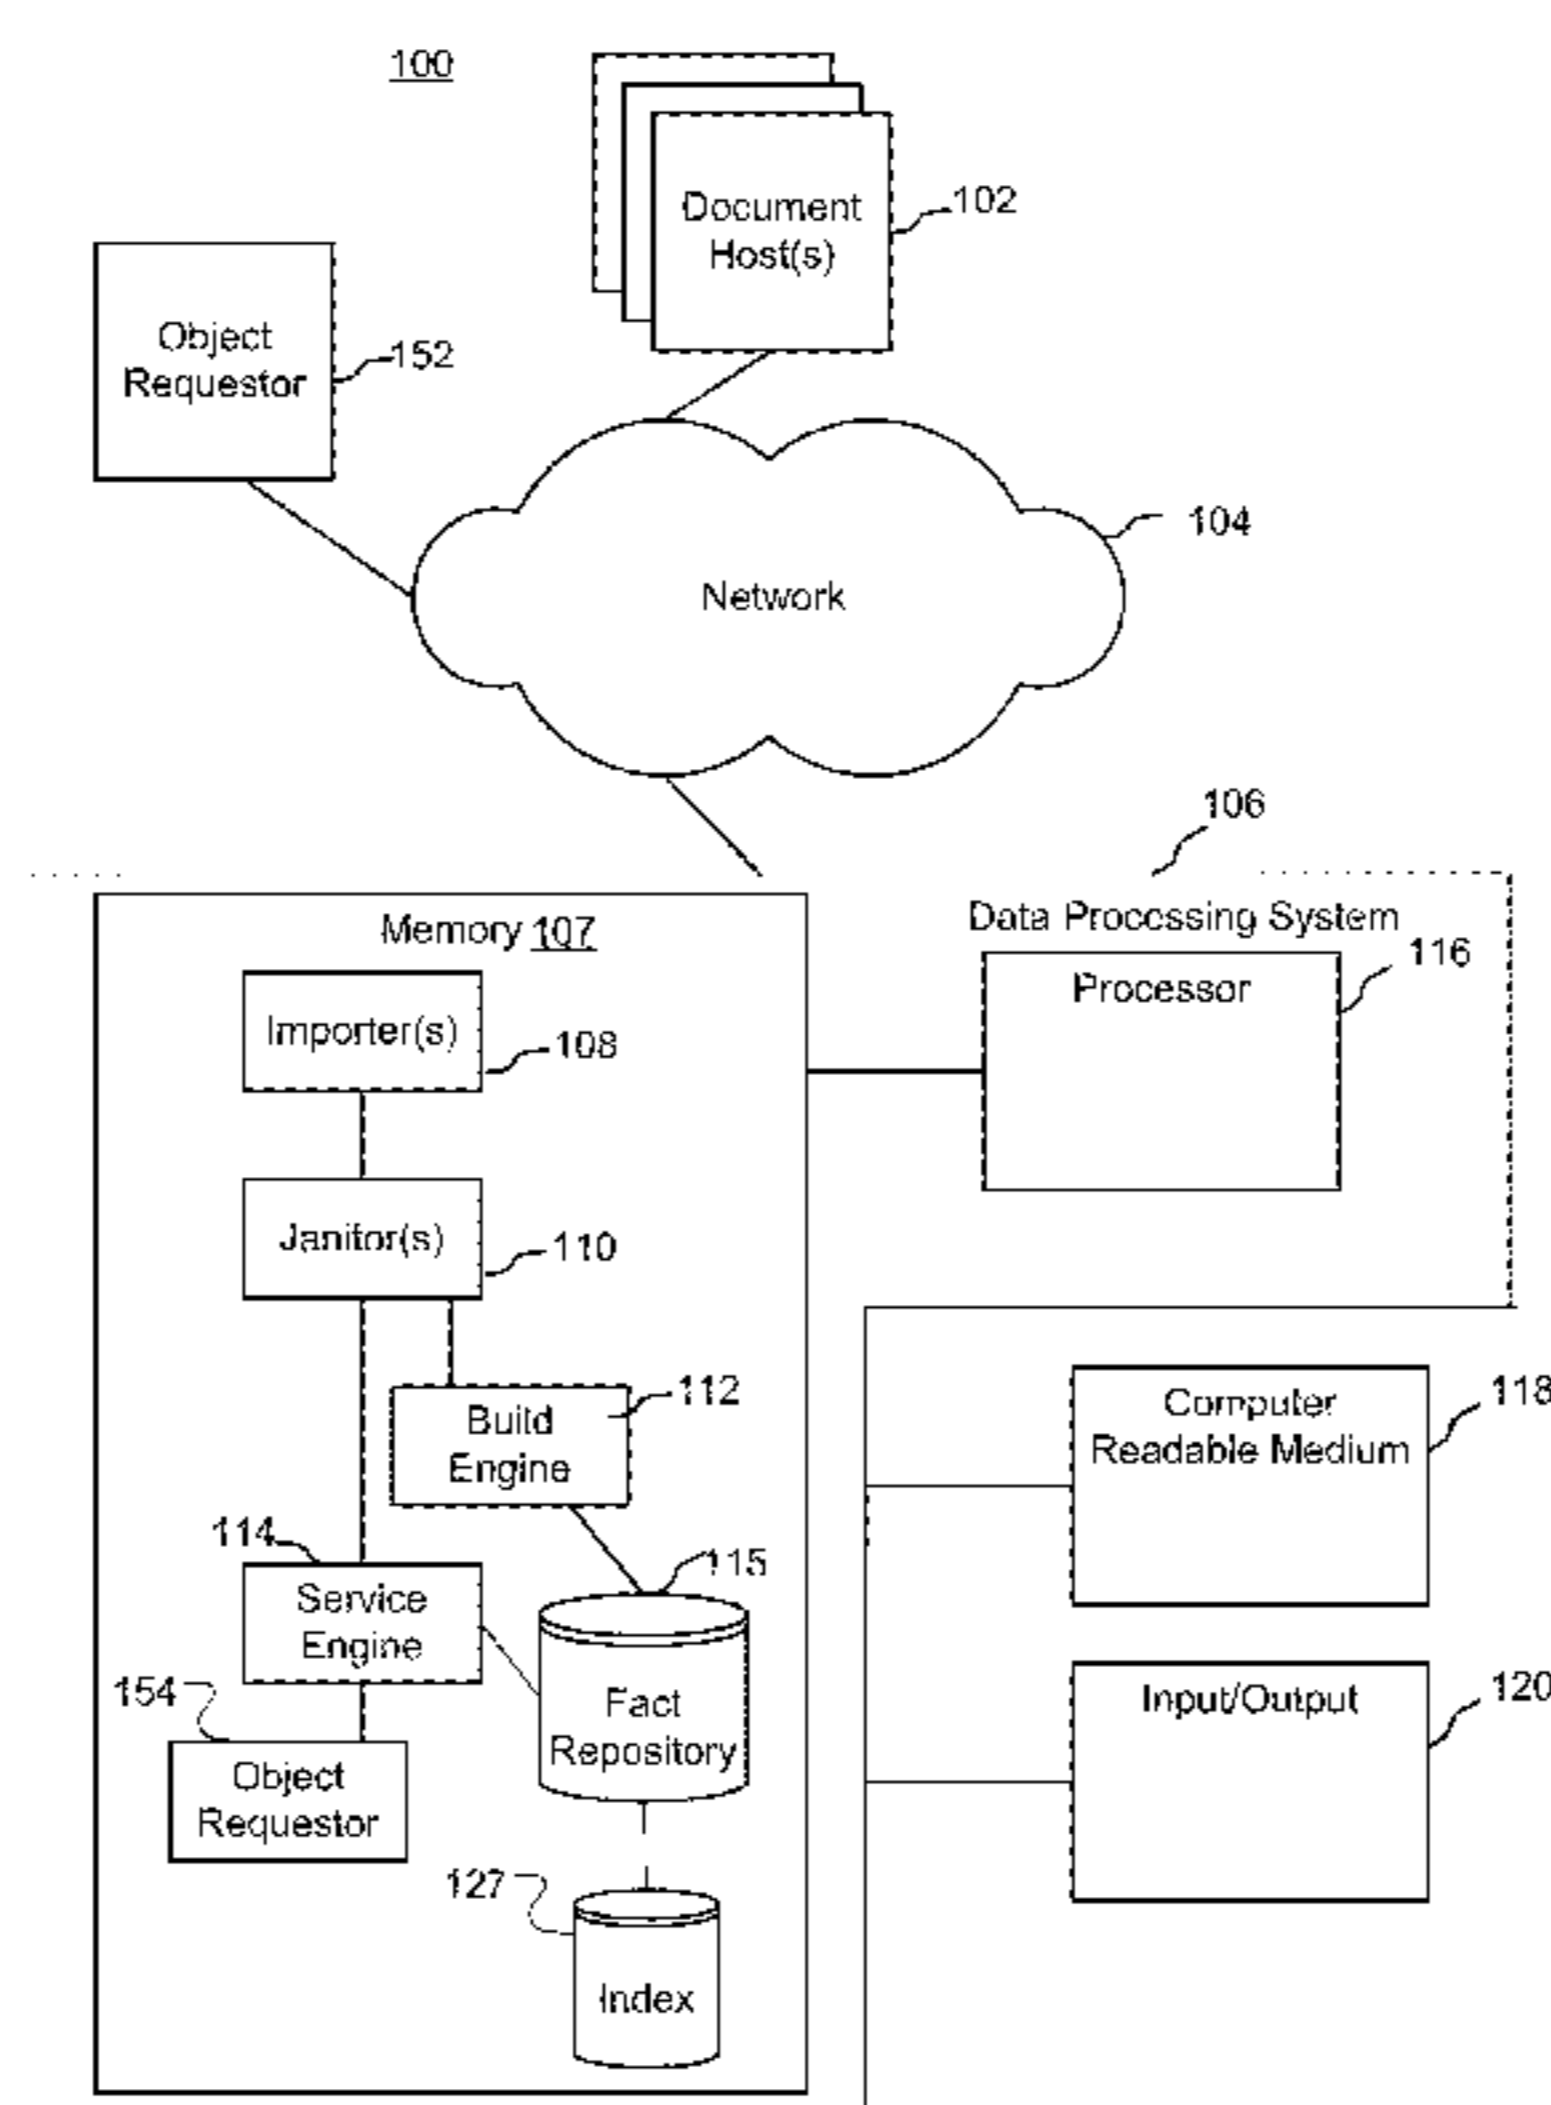 100
Document
Host(s)
102
Object
Requestor
152
104
Network
106
Memory 107
Data Processing System
116
Processor
Importer(s)
108
Janitor(s)
110
112
Build
Engine
118
Computer
Readable Medium
114
115
Service
Engine
154
Fact
Repository
120
Input/Output
Object
Requestor
127
Index